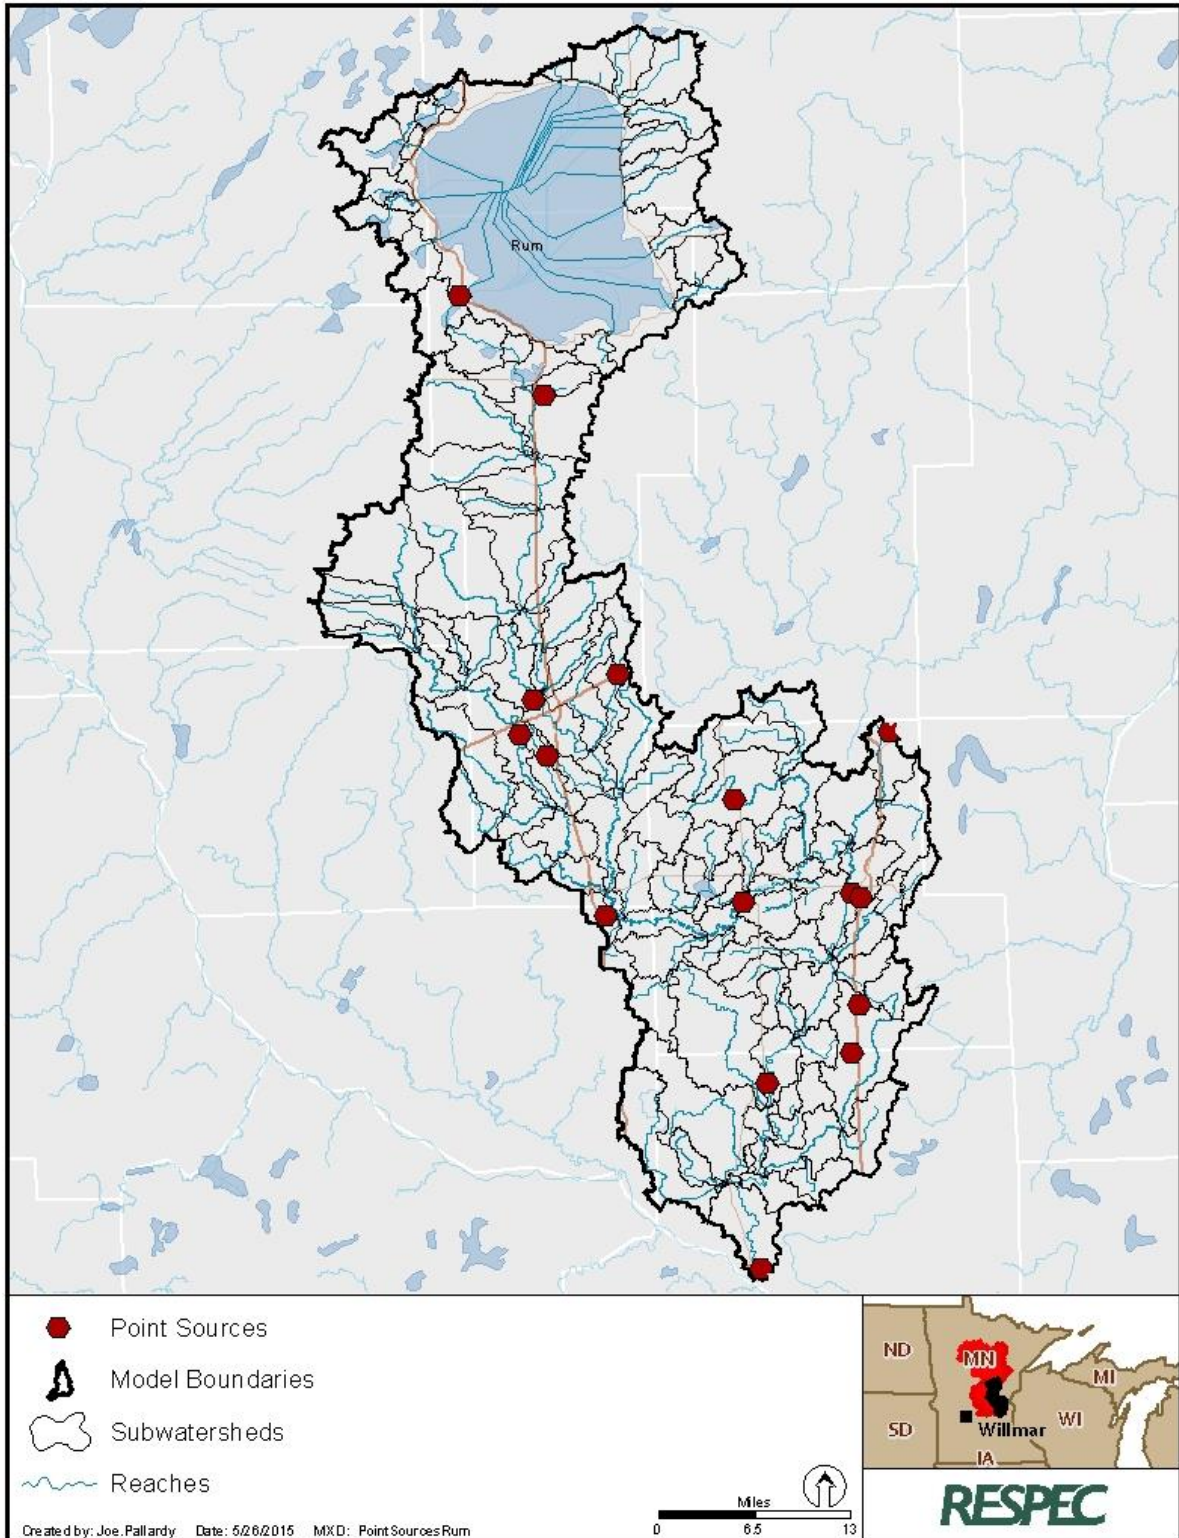 Rum
Point Sources
Model Boundaries
Subwatersheds
Reaches
Created by: Joe.Pallardy Date: 5/26/2015 MXD: PointSourcesRum
Miles
0 6.5 13
ND
MN
MI
SD
WI
Willmar
IA
RESPEC